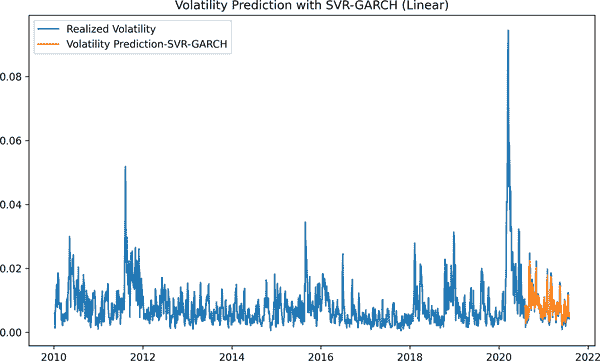 Volatility Prediction with SVR-GARCH (Linear)
Realized Volatility
Volatility Prediction-SVR-GARCH
0.08
0.06
0.04
0.02
0.00
2010 2012 2014 2016 2018 2020 2022